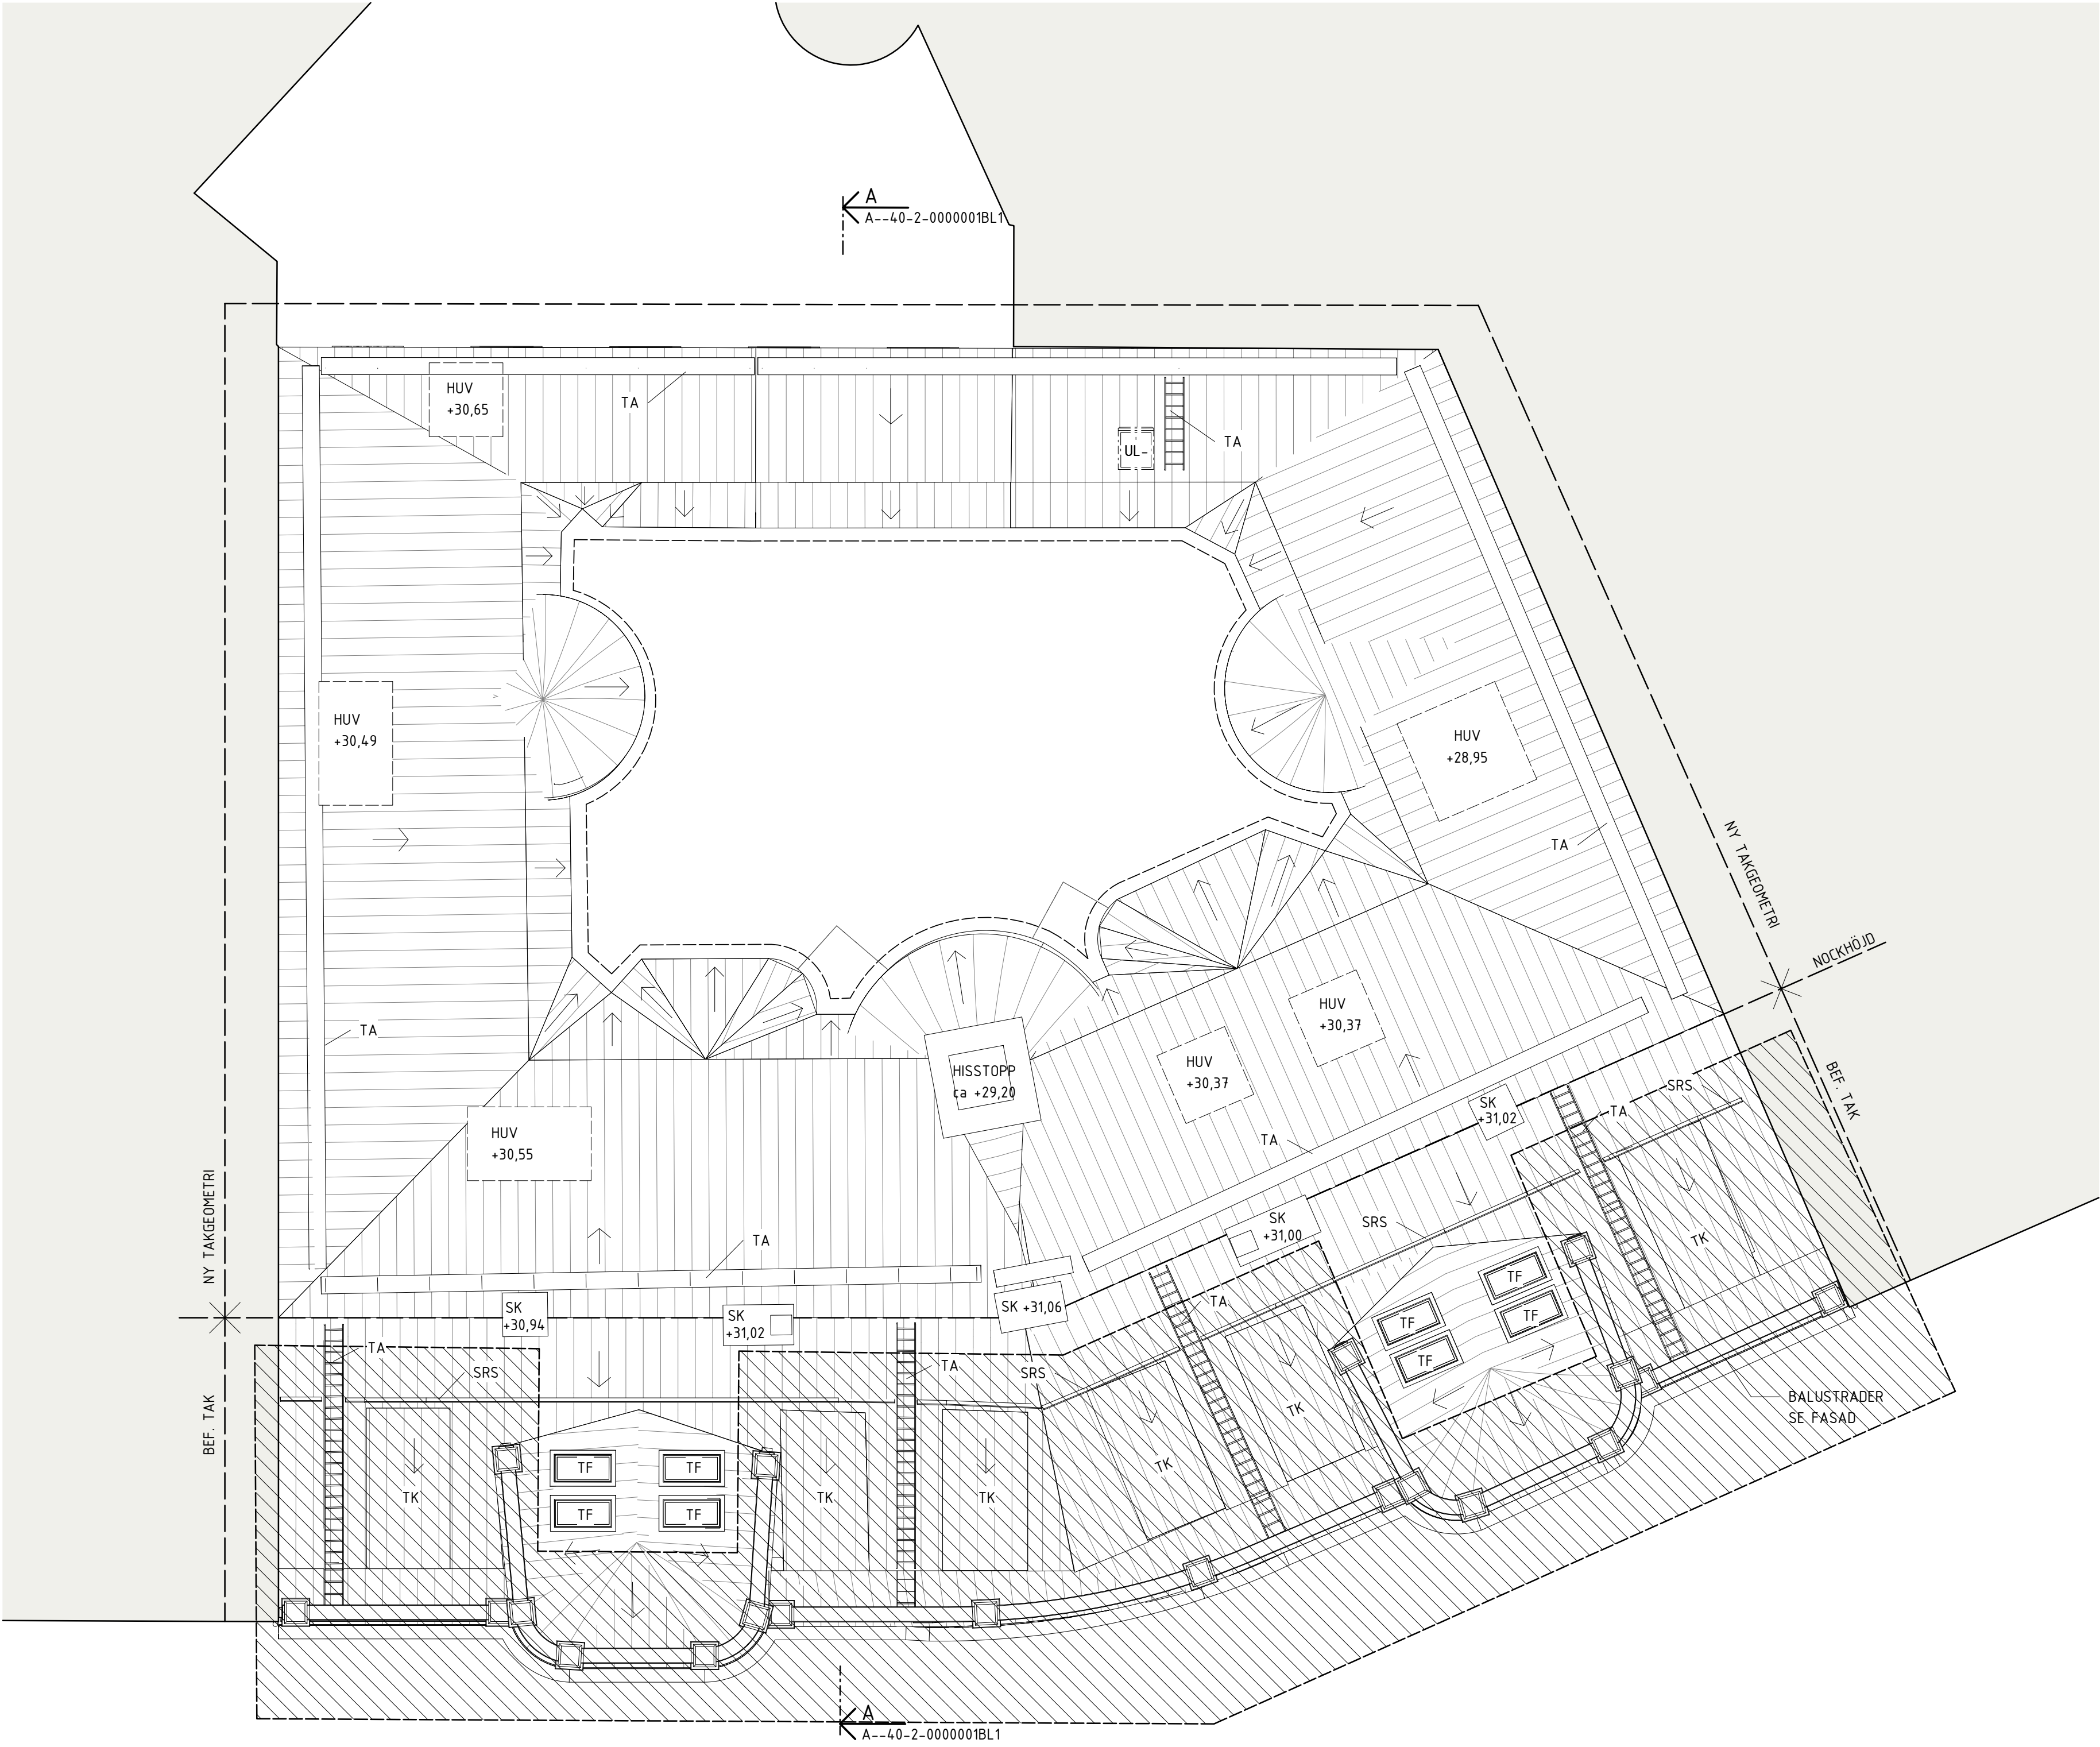 A
A--40-2-0000001BL1
HUV
+30,65
TA
TA
UL-
HUV
+30,49
HUV
+28,95
TA
NY TAKGEOMETRI
NOCKHÖJD
HUV
+30,37
TA
HISSTOPP
ca +29,20
HUV
+30,37
BEF. TAK
SRS
SK
+31,02
TA
HUV
+30,55
TA
NY TAKGEOMETRI
TA
SK
+31,00
SRS
TK
TF
TF
SK
+30,94
SK
+31,02
SK +31,06
TA
TF
TF
TA
SRS
TA
SRS
BEF. TAK
BALUSTRADER
SE FASAD
TK
TK
TF
TF
TK
TK
TK
TF
TF
A
A--40-2-0000001BL1